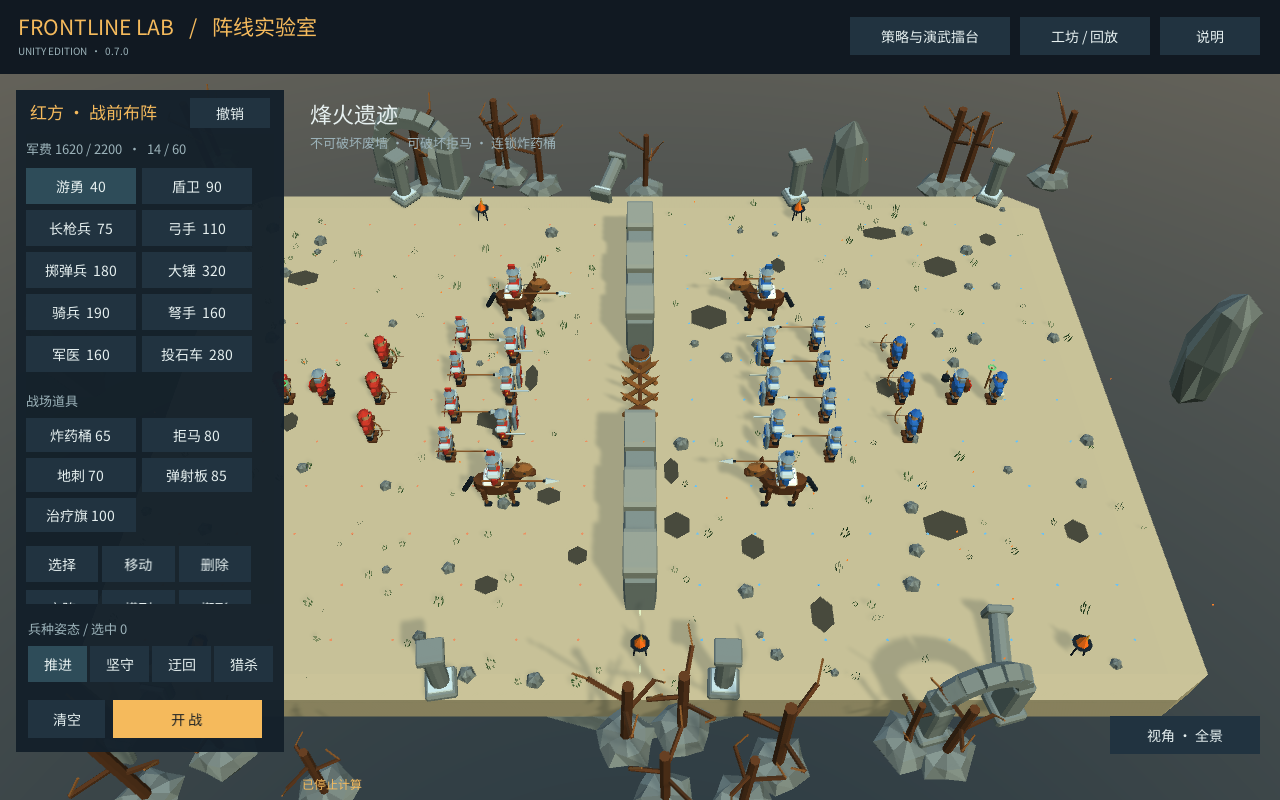 FRONTLINE LAB / 阵线实验室
UNITY EDITION · 0.7.0
策略与演武擂台
工坊 / 回放
说明
红方 · 战前布阵
撤销
军费 1620 / 2200 · 14 / 60
游勇 40
盾卫 90
长枪兵 75
弓手 110
掷弹兵 180
大锤 320
骑兵 190
弩手 160
军医 160
投石车 280
战场道具
炸药桶 65
拒马 80
地刺 70
弹射板 85
治疗旗 100
选择
移动
删除
兵种姿态 / 选中 0
推进
坚守
迂回
猎杀
清空
开 战
烽火遗迹
不可破坏废墙 · 可破坏拒马 · 连锁炸药桶
已停止计算
视角 · 全景